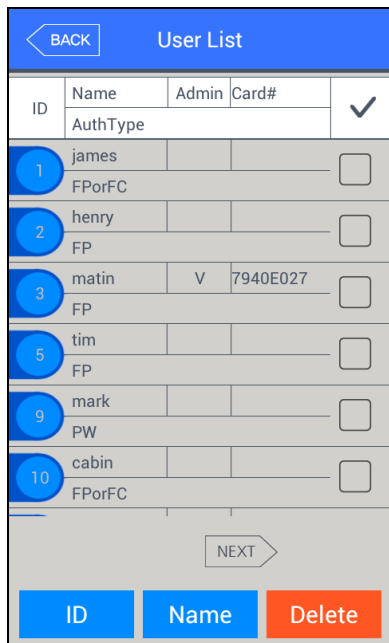 BACK User List
ID Name Admin Card#
AuthType
1 james
FPorFC
2 henry
FP
3 matin V 7940E027
FP
5 tim
FP
9 mark
PW
10 cabin
FPorFC
NEXT
ID Name Delete